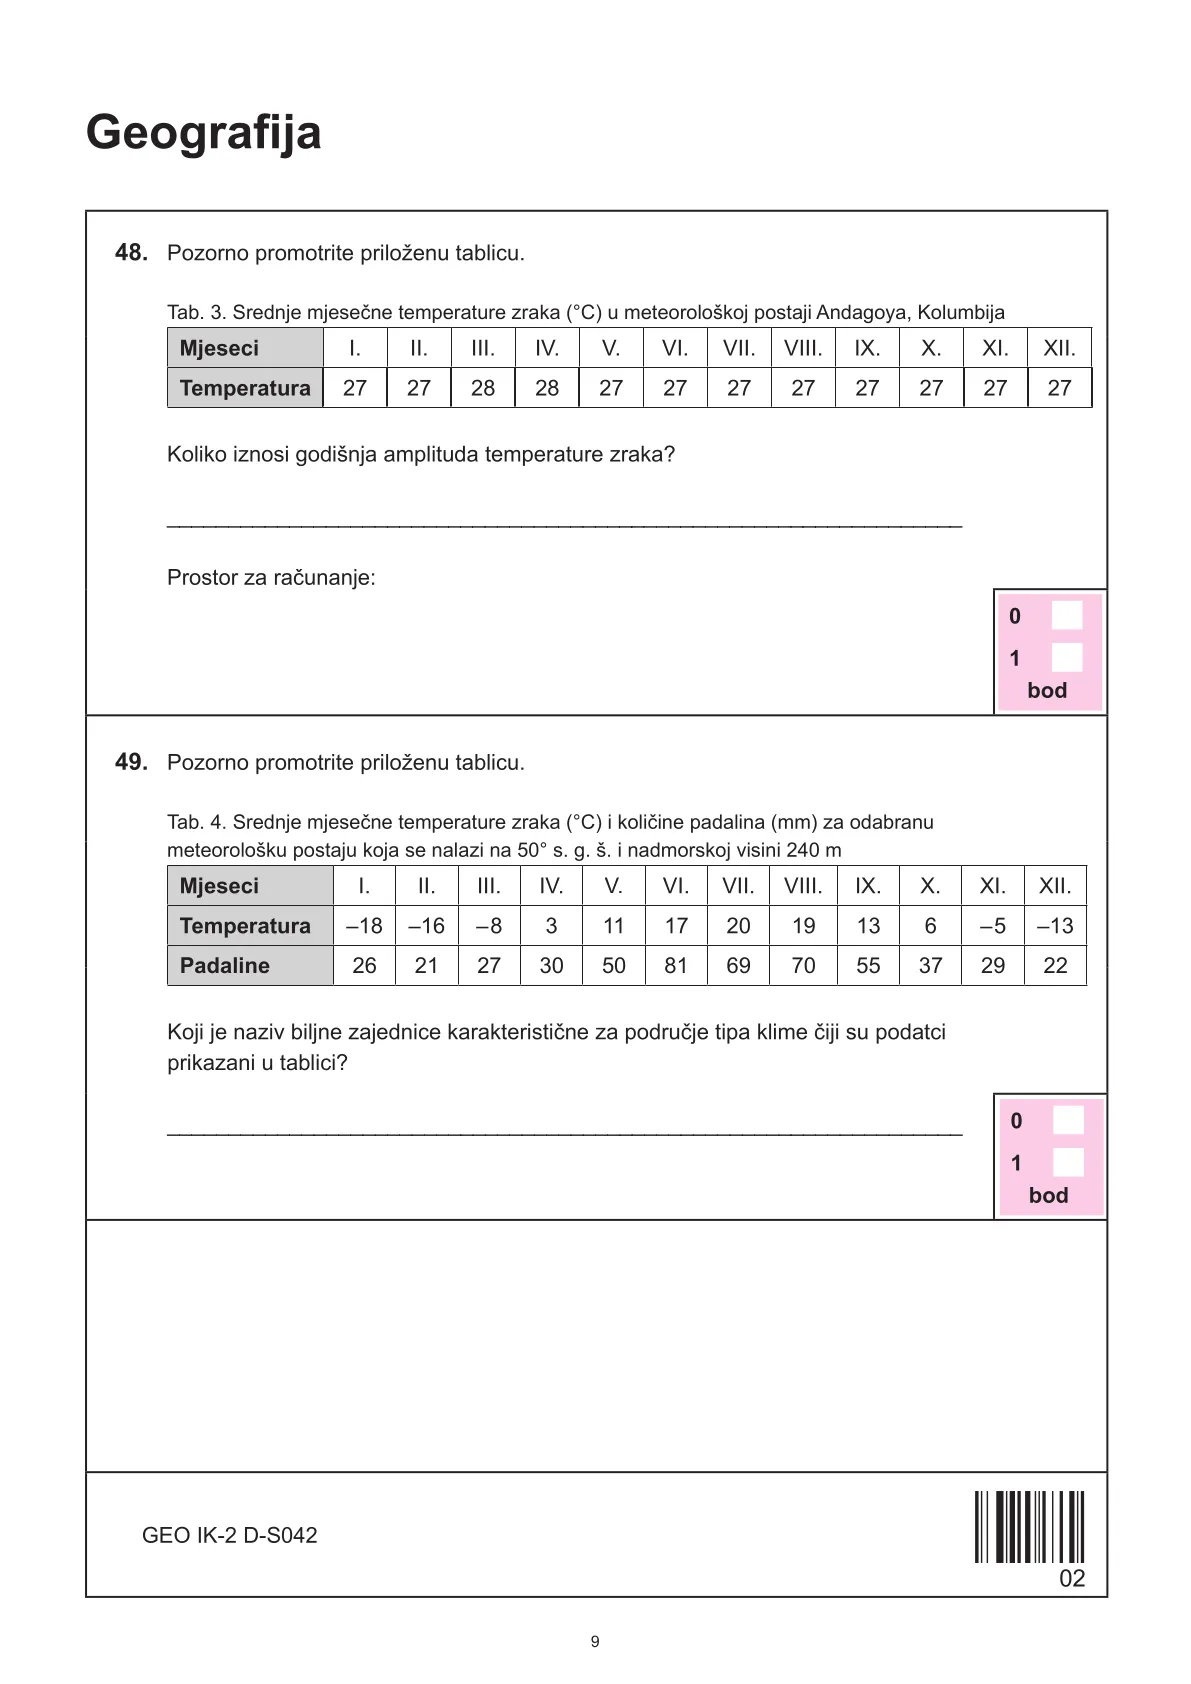 Geografija
48. Pozorno promotrite priloženu tablicu.
Tab. 3. Srednje mjesečne temperature zraka (°C) u meteorološkoj postaji Andagoya, Kolumbija
Mjeseci I. II. III. IV. V. VI. VII. VIII. IX. X. XI. XII.
Temperatura 27 27 28 28 27 27 27 27 27 27 27 27
Koliko iznosi godišnja amplituda temperature zraka?
Prostor za računanje:
0
1
bod
49. Pozorno promotrite priloženu tablicu.
Tab. 4. Srednje mjesečne temperature zraka (°C) i količine padalina (mm) za odabranu
meteorološku postaju koja se nalazi na 50° s. g. š. i nadmorskoj visini 240 m
Mjeseci I. II. III. IV. V. VI. VII. VIII. IX. X. XI. XII.
Temperatura –18 –16 –8 3 11 17 20 19 13 6 –5 –13
Padaline 26 21 27 30 50 81 69 70 55 37 29 22
Koji je naziv biljne zajednice karakteristične za područje tipa klime čiji su podatci
prikazani u tablici?
0
1
bod
GEO IK-2 D-S042
02
9